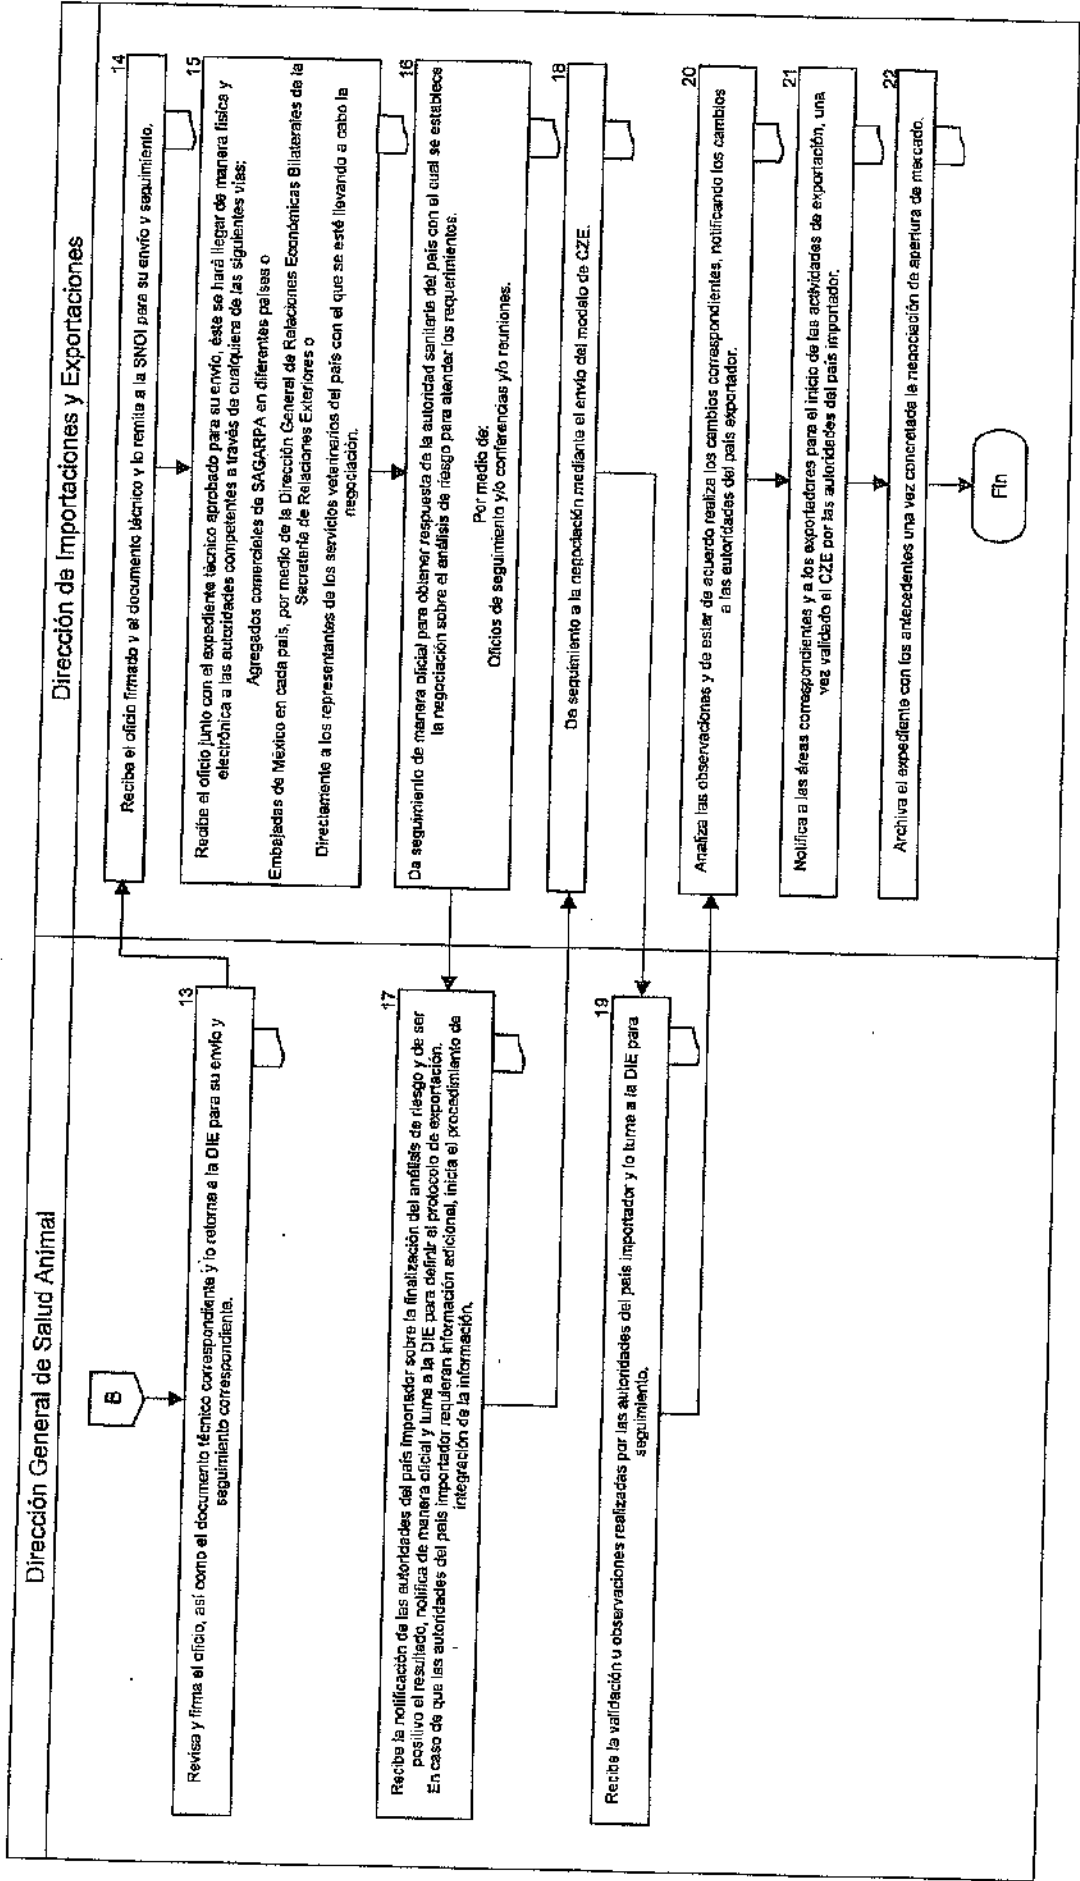 Dirección General de Salud Animal
Dirección de Importaciones y Exportaciones
B
13
Revisa y firma el oficio, así como el documento técnico correspondiente y lo retorna a la DIE para su envío y
seguimiento correspondiente.
14
Recibe el oficio firmado y el documento técnico y lo remite a la SNOI para su envío y seguimiento.
15
Recibe el oficio junto con el expediente técnico aprobado para su envío, éste se hará llegar de manera física y
electrónica a las autoridades competentes a través de cualquiera de las siguientes vías:
Agregados comerciales de SAGARPA en diferentes países o
Embajadas de México en cada país, por medio de la Dirección General de Relaciones Económicas Bilaterales de la
Secretaría de Relaciones Exteriores o
Directamente a los representantes de los servicios veterinarios del país con el que se esté llevando a cabo la
negociación.
16
Da seguimiento de manera oficial para obtener respuesta de la autoridad sanitaria del país con el cual se establece
la negociación sobre el análisis de riesgo para atender los requerimientos.
Por medio de:
Oficios de seguimiento y/o conferencias y/o reuniones.
17
Recibe la notificación de las autoridades del país importador sobre la finalización del análisis de riesgo y de ser
positivo el resultado, notifica de manera oficial y turna a la DIE para definir el protocolo de exportación.
En caso de que las autoridades del país importador requieran información adicional, inicia el procedimiento de
integración de la información.
18
Da seguimiento a la negociación mediante el envío del modelo de CZE.
19
Recibe la validación u observaciones realizadas por las autoridades del país importador y lo turna a la DIE para
seguimiento.
20
Analiza las observaciones y de estar de acuerdo realiza los cambios correspondientes, notificando los cambios
a las autoridades del país exportador.
21
Notifica a las áreas correspondientes y a los exportadores para el inicio de las actividades de exportación, una
vez validado el CZE por las autoridades del país importador.
22
Archiva el expediente con los antecedentes una vez concretada la negociación de apertura de mercado.
Fin